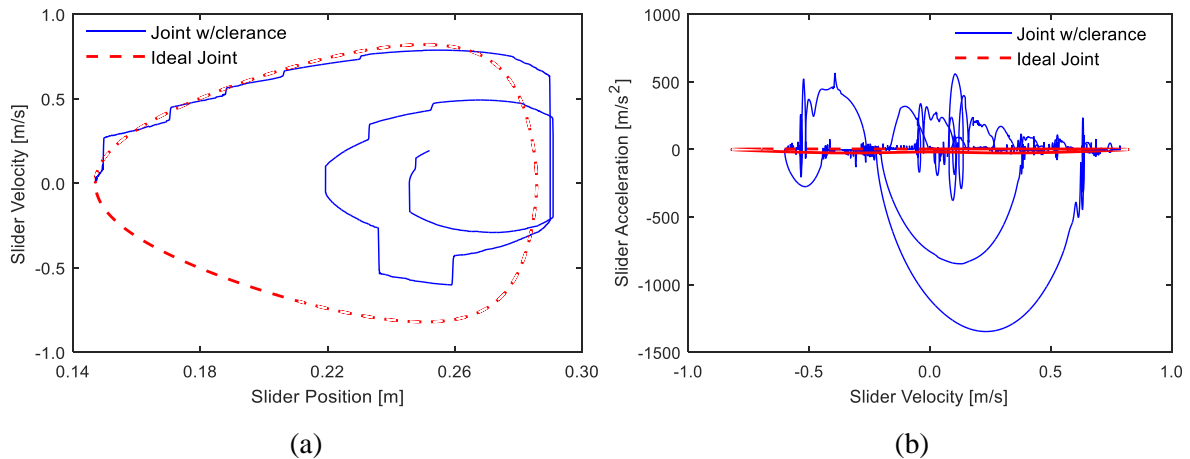 1.0
0.5
0.0
-0.5
-1.0
Slider Velocity [m/s]
Joint w/clerance
Ideal Joint
0.14
0.18
0.22
0.26
0.30
Slider Position [m]
(a)
1000
500
0
-500
-1000
-1500
Slider Acceleration [m/s²]
Joint w/clerance
Ideal Joint
-1.0
-0.5
0.0
0.5
1.0
Slider Velocity [m/s]
(b)